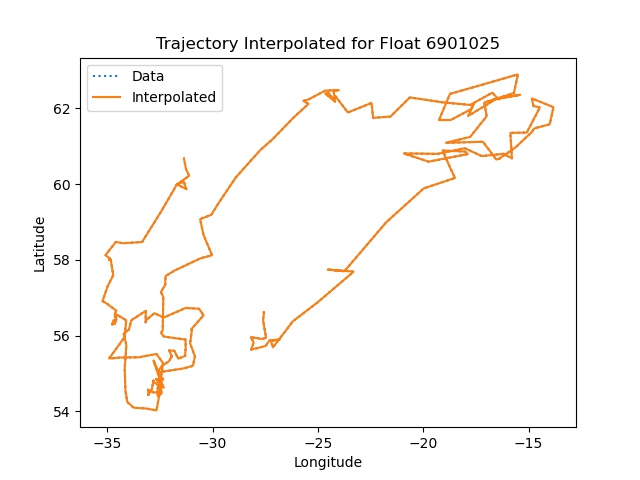 Trajectory Interpolated for Float 6901025
Data
Interpolated
62
60
58
56
54
Latitude
−35
−30
−25
−20
−15
Longitude